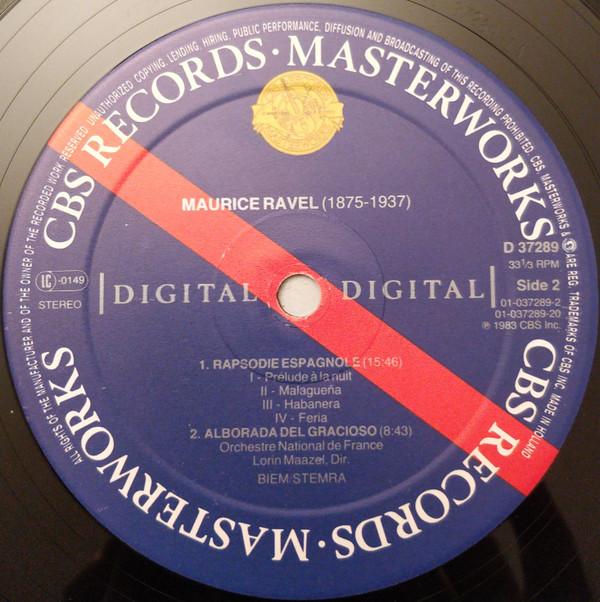 ALL RIGHTS OF THE MANUFACTURER AND OF THE OWNER OF THE RECORDED WORK RESERVED. UNAUTHORIZED COPYING, LENDING, HIRING, PUBLIC PERFORMANCE, DIFFUSION AND BROADCASTING OF THIS RECORDING PROHIBITED. CBS, MASTERWORKS & ARE REG. TRADEMARKS OF CBS INC. MADE IN HOLLAND
CBS RECORDS · MASTERWORKS
MAURICE RAVEL (1875-1937)
D 37289
33⅓ RPM
LC -0149
STEREO
DIGITAL DIGITAL
Side 2
01-037289-2
01-037289-20
℗ 1983 CBS Inc.
1. RAPSODIE ESPAGNOLE (15:46)
I - Prélude à la nuit
II - Malagueña
III - Habanera
IV - Feria
2. ALBORADA DEL GRACIOSO (8:43)
Orchestre National de France
Lorin Maazel, Dir.
BIEM/STEMRA
CBS RECORDS · MASTERWORKS